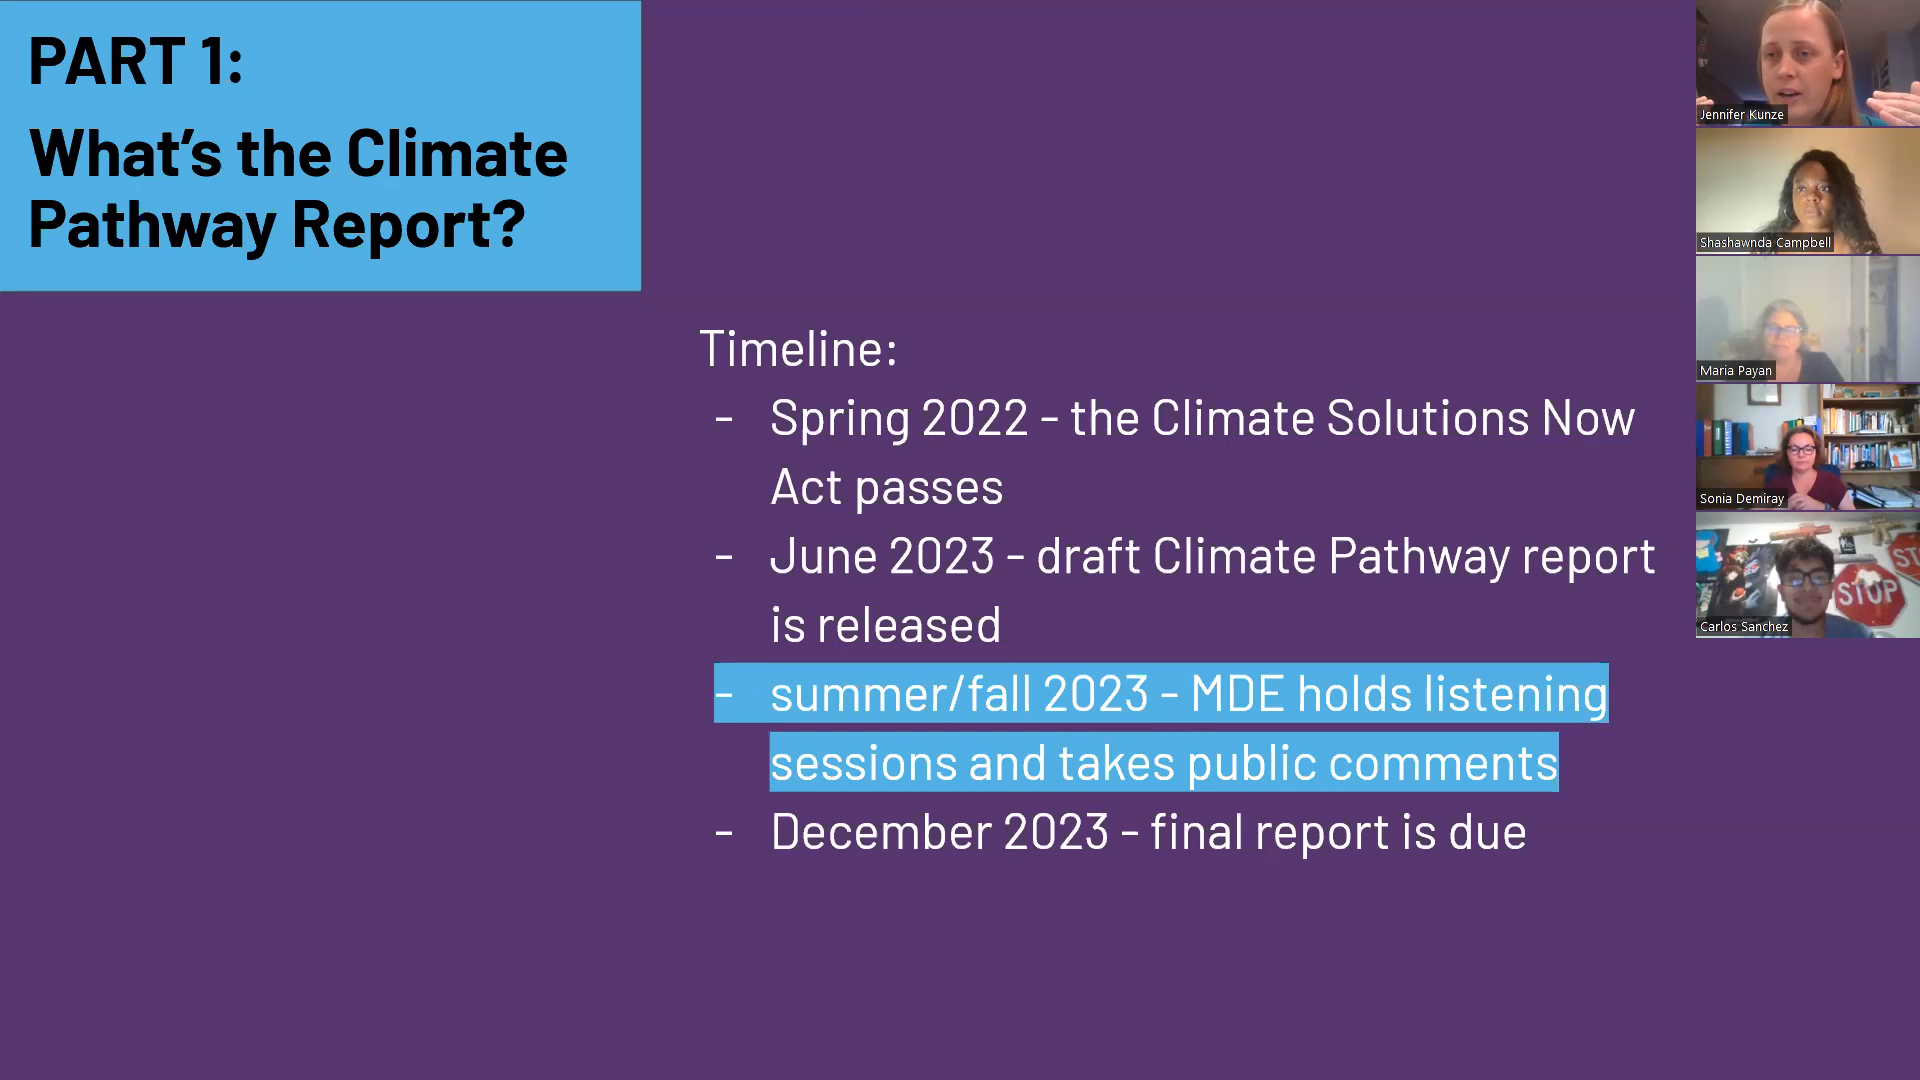 PART 1:
What's the Climate
Pathway Report?
Timeline:
- Spring 2022 - the Climate Solutions Now
Act passes
- June 2023 - draft Climate Pathway report
is released
- summer/fall 2023 - MDE holds listening
sessions and takes public comments
- December 2023 - final report is due
Jennifer Kunze
Shashawnda Campbell
Maria Payan
Sonia Demiray
STOP
Carlos Sanchez